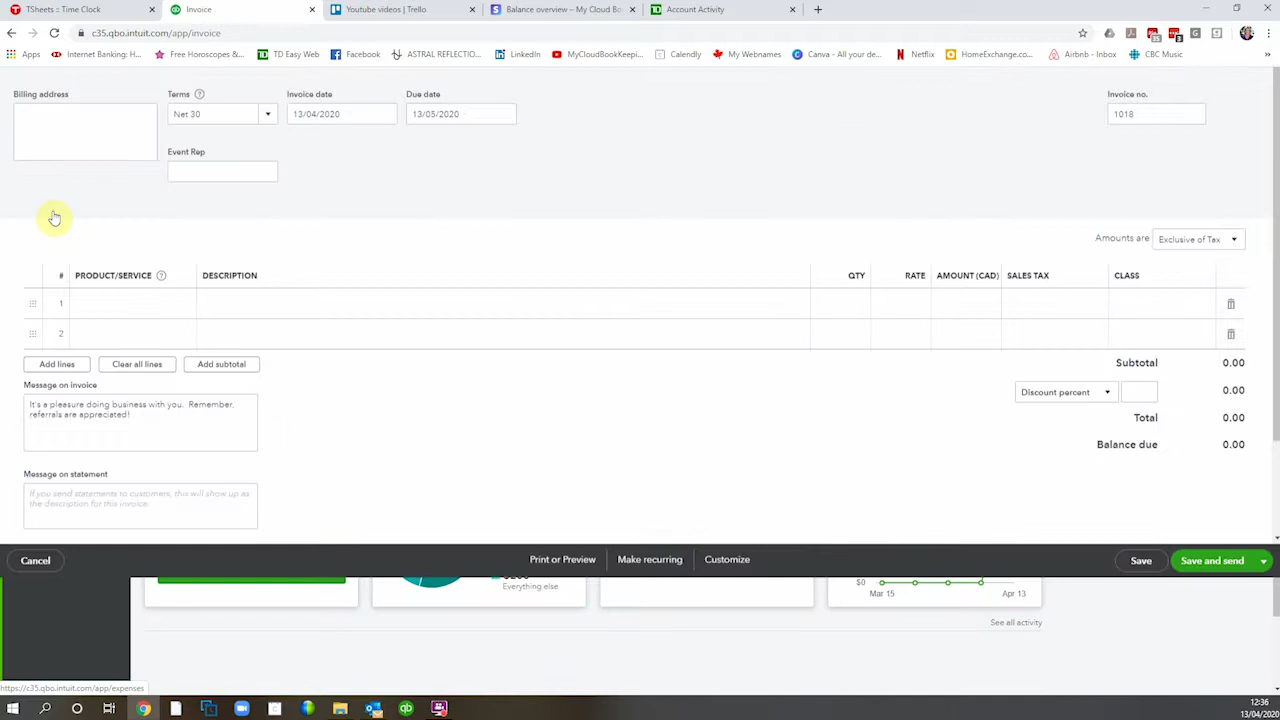 TSheets :: Time Clock
Invoice
Youtube videos | Trello
Balance overview – My Cloud Bo
Account Activity
c35.qbo.intuit.com/app/invoice
Apps
Internet Banking: H...
Free Horoscopes &...
TD Easy Web
Facebook
ASTRAL REFLECTIO...
LinkedIn
MyCloudBookKeepi...
Calendly
My Webnames
Canva - All your de...
Netflix
HomeExchange.co...
Airbnb - Inbox
CBC Music
»
Billing address
Terms
Invoice date
Due date
Invoice no.
Net 30
13/04/2020
13/05/2020
1018
Event Rep
Amounts are
Exclusive of Tax
#
PRODUCT/SERVICE
DESCRIPTION
QTY
RATE
AMOUNT (CAD)
SALES TAX
CLASS
1
2
Add lines
Clear all lines
Add subtotal
Subtotal
0.00
Message on invoice
It's a pleasure doing business with you. Remember,
referrals are appreciated!
Discount percent
0.00
Total
0.00
Balance due
0.00
Message on statement
If you send statements to customers, this will show up as
the description for this invoice.
Cancel
Print or Preview
Make recurring
Customize
Save
Save and send
Everything else
$0
Mar 15
Apr 13
See all activity
https://c35.qbo.intuit.com/app/expenses
12:36
13/04/2020